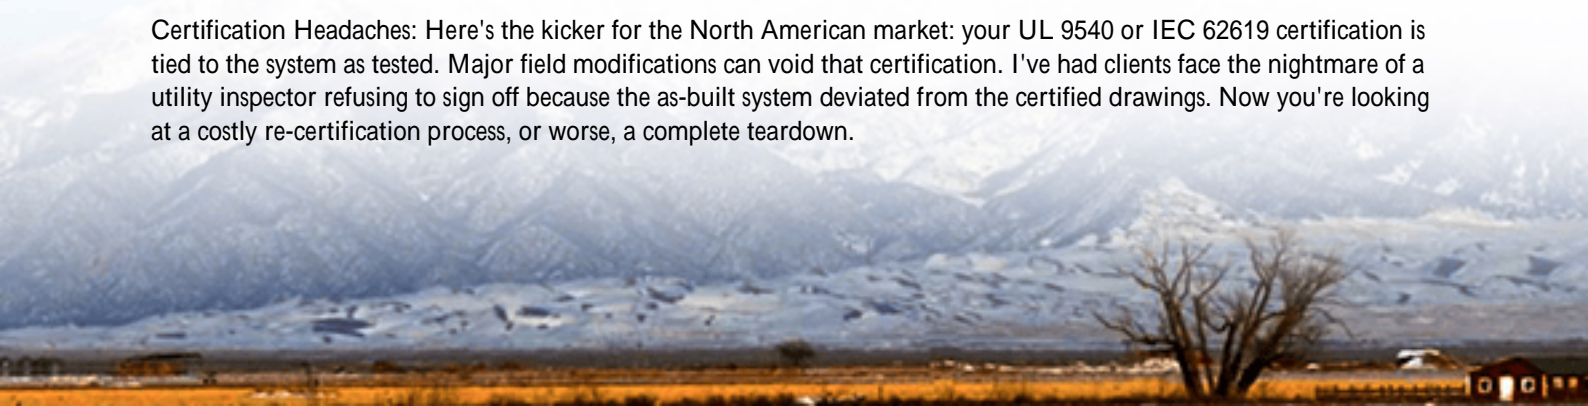 Certification Headaches: Here's the kicker for the North American market: your UL 9540 or IEC 62619 certification is
tied to the system as tested. Major field modifications can void that certification. I've had clients face the nightmare of a
utility inspector refusing to sign off because the as-built system deviated from the certified drawings. Now you're looking
at a costly re-certification process, or worse, a complete teardown.